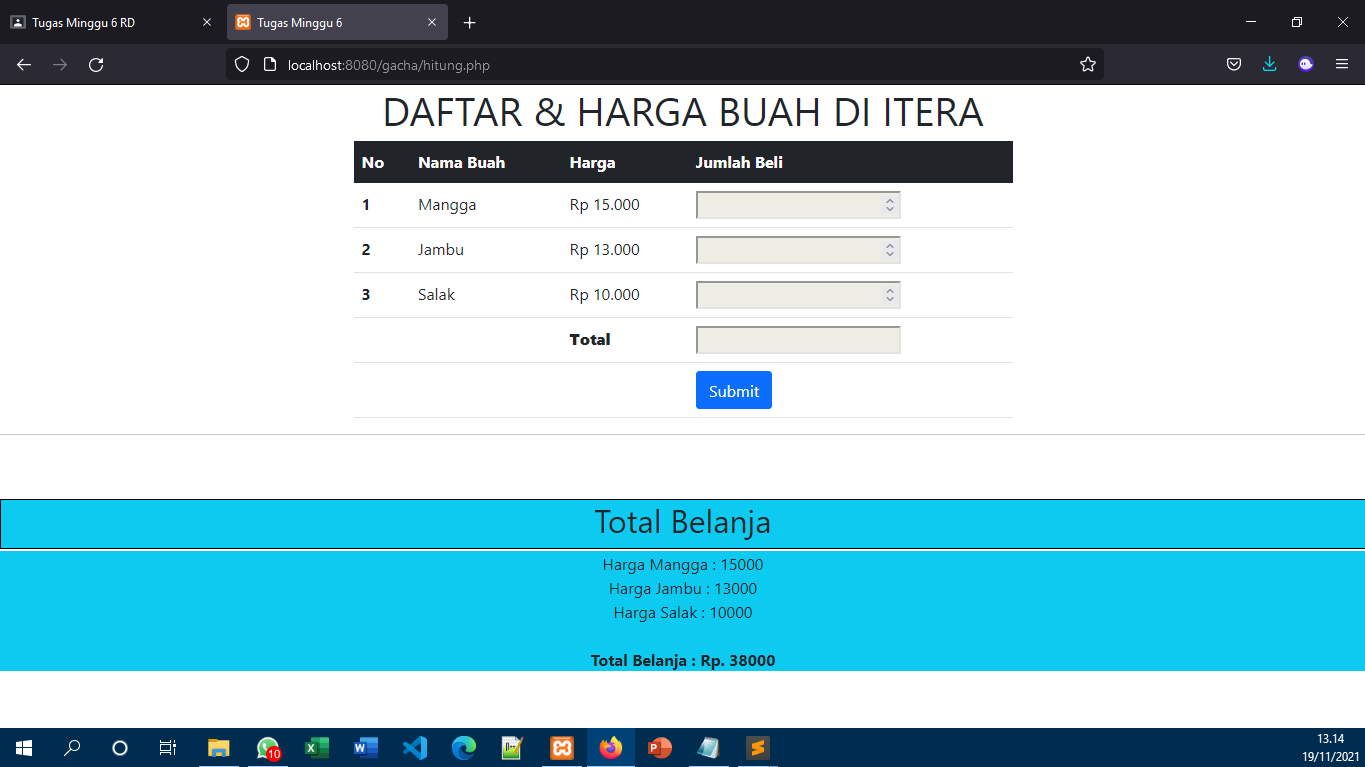 Tugas Minggu 6 RD
Tugas Minggu 6
localhost:8080/gacha/hitung.php
DAFTAR & HARGA BUAH DI ITERA
No Nama Buah Harga Jumlah Beli
1 Mangga Rp 15.000
2 Jambu Rp 13.000
3 Salak Rp 10.000
Total
Submit
Total Belanja
Harga Mangga : 15000
Harga Jambu : 13000
Harga Salak : 10000
Total Belanja : Rp. 38000
10
13.14
19/11/2021